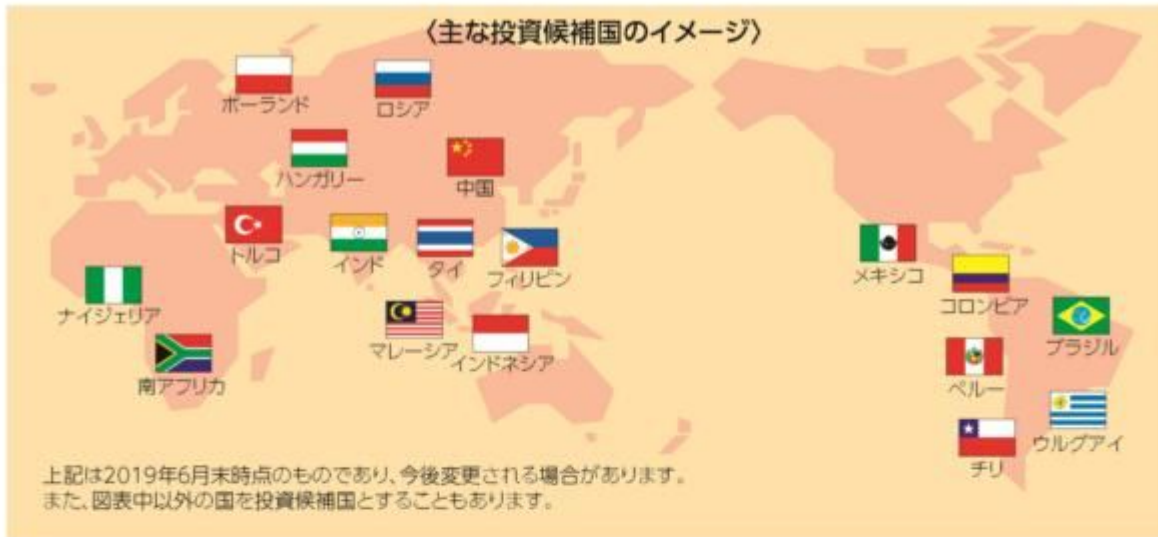 〈主な投資候補国のイメージ〉
ポーランド
ロシア
ハンガリー
中国
トルコ
インド
タイ
フィリピン
メキシコ
コロンビア
ナイジェリア
マレーシア
インドネシア
ブラジル
南アフリカ
ペルー
ウルグアイ
チリ
上記は2019年6月末時点のものであり、今後変更される場合があります。
また、図表中以外の国を投資候補国とすることもあります。